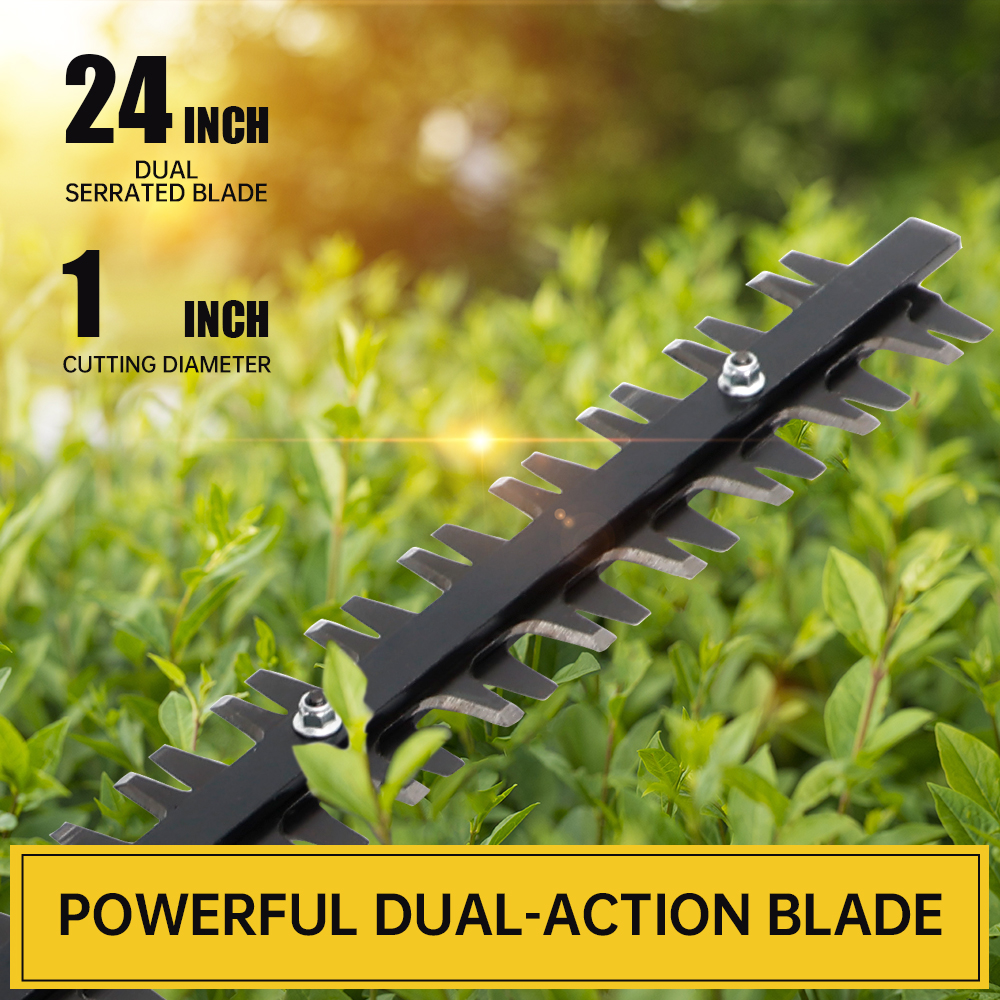 24 INCH
DUAL
SERRATED BLADE
1 INCH
CUTTING DIAMETER
POWERFUL DUAL-ACTION BLADE